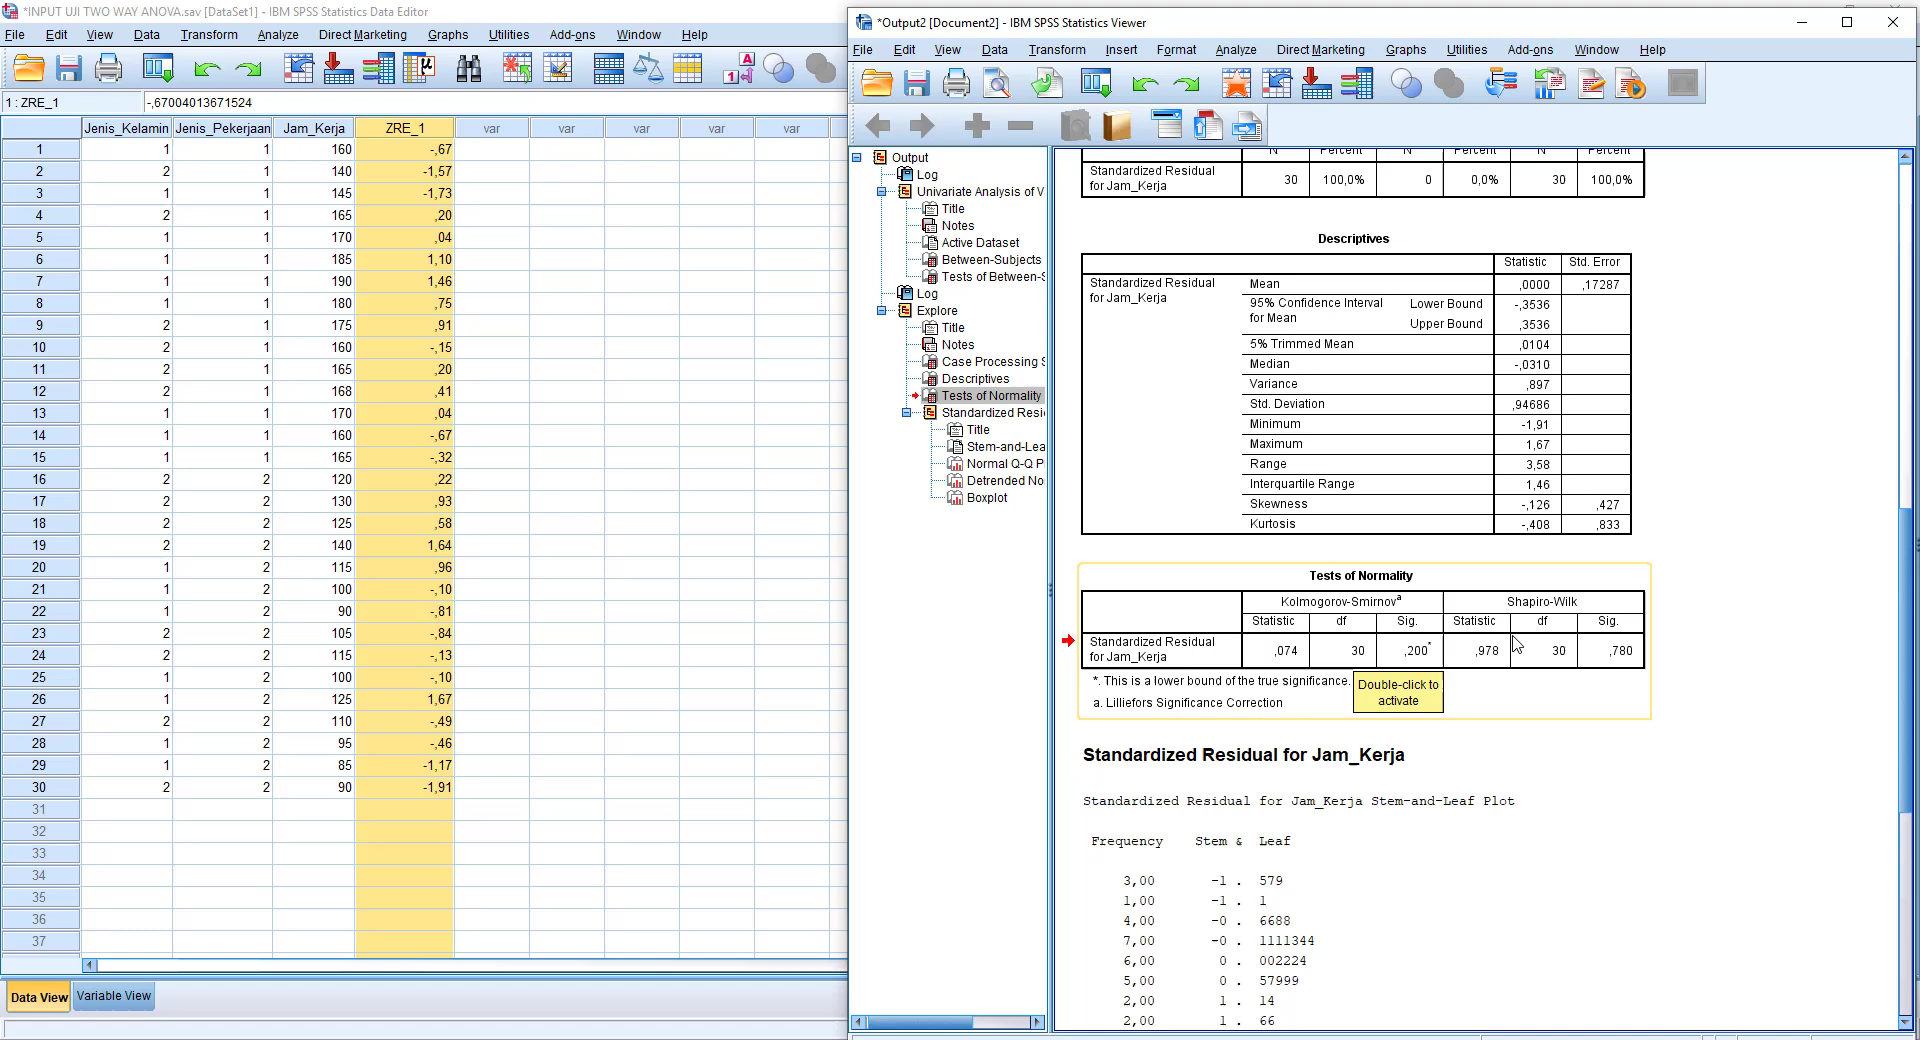 *INPUT UJI TWO WAY ANOVA.sav [DataSet1] - IBM SPSS Statistics Data Editor
File Edit View Data Transform Analyze Direct Marketing Graphs Utilities Add-ons Window Help
1 : ZRE_1 -,67004013671524
Jenis_Kelamin Jenis_Pekerjaan Jam_Kerja ZRE_1 var var var var var
1 1 1 160 -,67
2 2 1 140 -1,57
3 1 1 145 -1,73
4 2 1 165 ,20
5 1 1 170 ,04
6 1 1 185 1,10
7 1 1 190 1,46
8 1 1 180 ,75
9 2 1 175 ,91
10 2 1 160 -,15
11 2 1 165 ,20
12 2 1 168 ,41
13 1 1 170 ,04
14 1 1 160 -,67
15 1 1 165 -,32
16 2 2 120 ,22
17 2 2 130 ,93
18 2 2 125 ,58
19 2 2 140 1,64
20 1 2 115 ,96
21 1 2 100 -,10
22 1 2 90 -,81
23 2 2 105 -,84
24 2 2 115 -,13
25 1 2 100 -,10
26 1 2 125 1,67
27 2 2 110 -,49
28 1 2 95 -,46
29 1 2 85 -1,17
30 2 2 90 -1,91
31
32
33
34
35
36
37
Data View Variable View
*Output2 [Document2] - IBM SPSS Statistics Viewer
File Edit View Data Transform Insert Format Analyze Direct Marketing Graphs Utilities Add-ons Window Help
Output
Log
Univariate Analysis of V
Title
Notes
Active Dataset
Between-Subjects
Tests of Between-S
Log
Explore
Title
Notes
Case Processing S
Descriptives
Tests of Normality
Standardized Resi
Title
Stem-and-Lea
Normal Q-Q P
Detrended No
Boxplot
N Percent N Percent N Percent
Standardized Residual
for Jam_Kerja 30 100,0% 0 0,0% 30 100,0%
Descriptives
Statistic Std. Error
Standardized Residual
for Jam_Kerja
Mean ,0000 ,17287
95% Confidence Interval
for Mean
Lower Bound -,3536
Upper Bound ,3536
5% Trimmed Mean ,0104
Median -,0310
Variance ,897
Std. Deviation ,94686
Minimum -1,91
Maximum 1,67
Range 3,58
Interquartile Range 1,46
Skewness -,126 ,427
Kurtosis -,408 ,833
Tests of Normality
Kolmogorov-Smirnova Shapiro-Wilk
Statistic df Sig. Statistic df Sig.
Standardized Residual
for Jam_Kerja ,074 30 ,200* ,978 30 ,780
*. This is a lower bound of the true significance.
a. Lilliefors Significance Correction
Double-click to
activate
Standardized Residual for Jam_Kerja
Standardized Residual for Jam_Kerja Stem-and-Leaf Plot
Frequency Stem & Leaf
3,00 -1 . 579
1,00 -1 . 1
4,00 -0 . 6688
7,00 -0 . 1111344
6,00 0 . 002224
5,00 0 . 57999
2,00 1 . 14
2,00 1 . 66